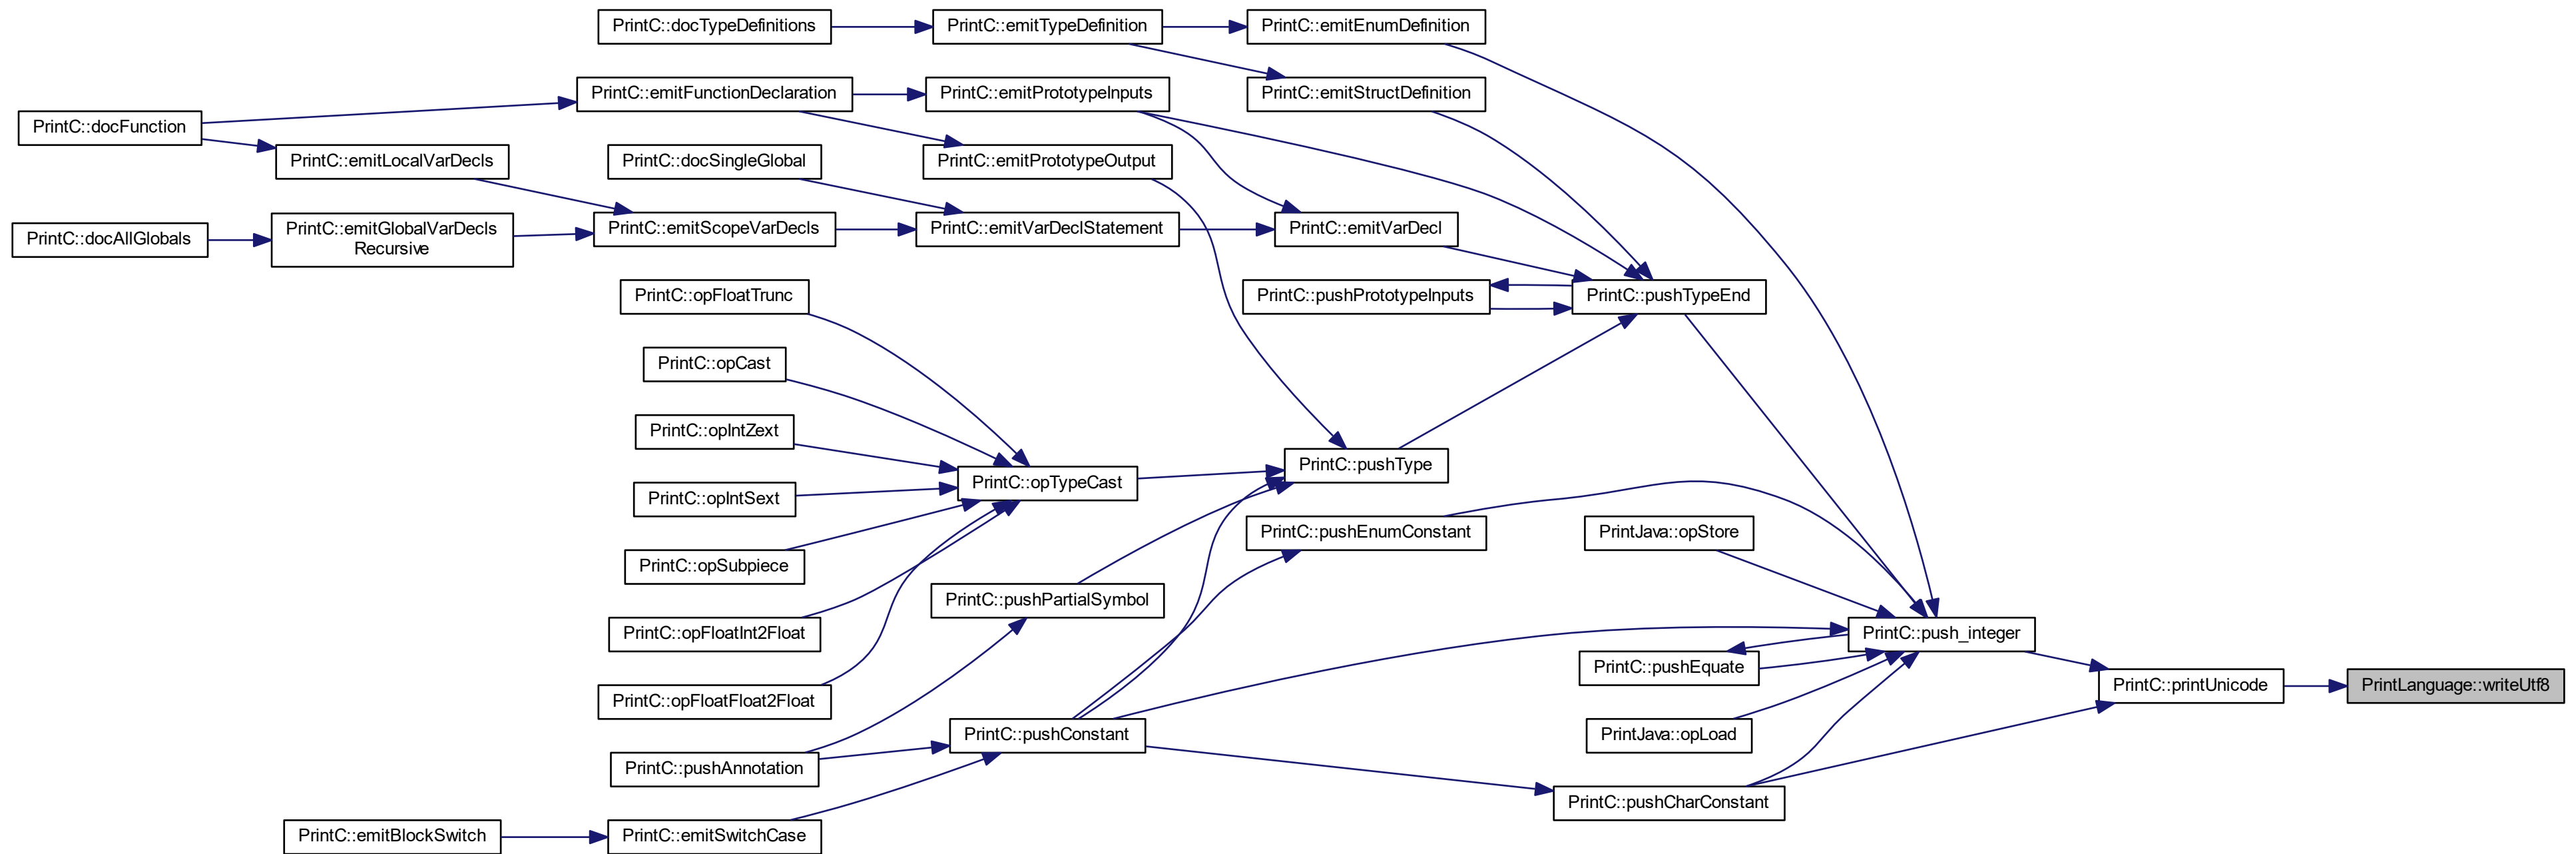 PrintC::docTypeDefinitions
PrintC::emitTypeDefinition
PrintC::emitEnumDefinition
PrintC::emitFunctionDeclaration
PrintC::emitPrototypeInputs
PrintC::emitStructDefinition
PrintC::docFunction
PrintC::emitLocalVarDecls
PrintC::docSingleGlobal
PrintC::emitPrototypeOutput
PrintC::docAllGlobals
PrintC::emitGlobalVarDecls
Recursive
PrintC::emitScopeVarDecls
PrintC::emitVarDeclStatement
PrintC::emitVarDecl
PrintC::opFloatTrunc
PrintC::pushPrototypeInputs
PrintC::pushTypeEnd
PrintC::opCast
PrintC::opIntZext
PrintC::opTypeCast
PrintC::pushType
PrintC::opIntSext
PrintC::pushEnumConstant
PrintJava::opStore
PrintC::opSubpiece
PrintC::pushPartialSymbol
PrintC::opFloatInt2Float
PrintC::push_integer
PrintC::pushEquate
PrintC::printUnicode
PrintLanguage::writeUtf8
PrintC::opFloatFloat2Float
PrintC::pushConstant
PrintJava::opLoad
PrintC::pushAnnotation
PrintC::pushCharConstant
PrintC::emitBlockSwitch
PrintC::emitSwitchCase